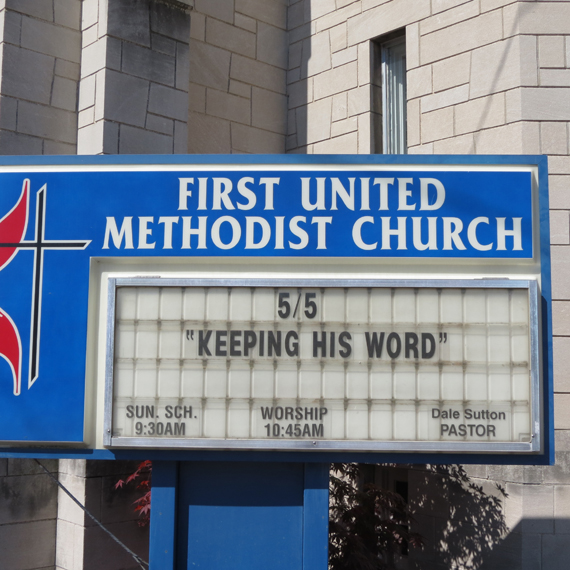 FIRST UNITED
METHODIST CHURCH
5/5
"KEEPING HIS WORD"
SUN. SCH. WORSHIP Dale Sutton
9:30AM 10:45AM PASTOR